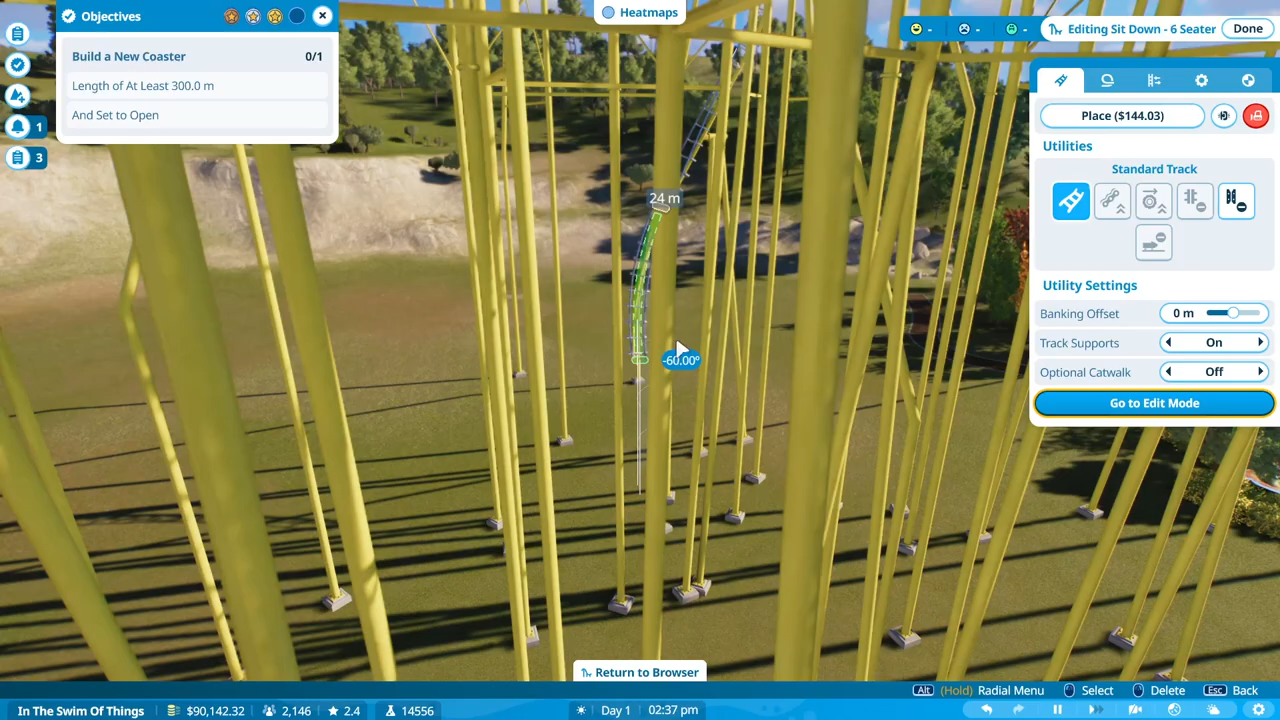 Objectives
Build a New Coaster 0/1
Length of At Least 300.0 m
And Set to Open
1
3
Heatmaps
- - -
Editing Sit Down - 6 Seater
Done
Place ($144.03)
Utilities
Standard Track
Utility Settings
Banking Offset 0 m
Track Supports On
Optional Catwalk Off
Go to Edit Mode
24 m
-60.00°
Return to Browser
Alt (Hold) Radial Menu Select Delete Esc Back
In The Swim Of Things $90,142.32 2,146 2.4 14556 Day 1 02:37 pm